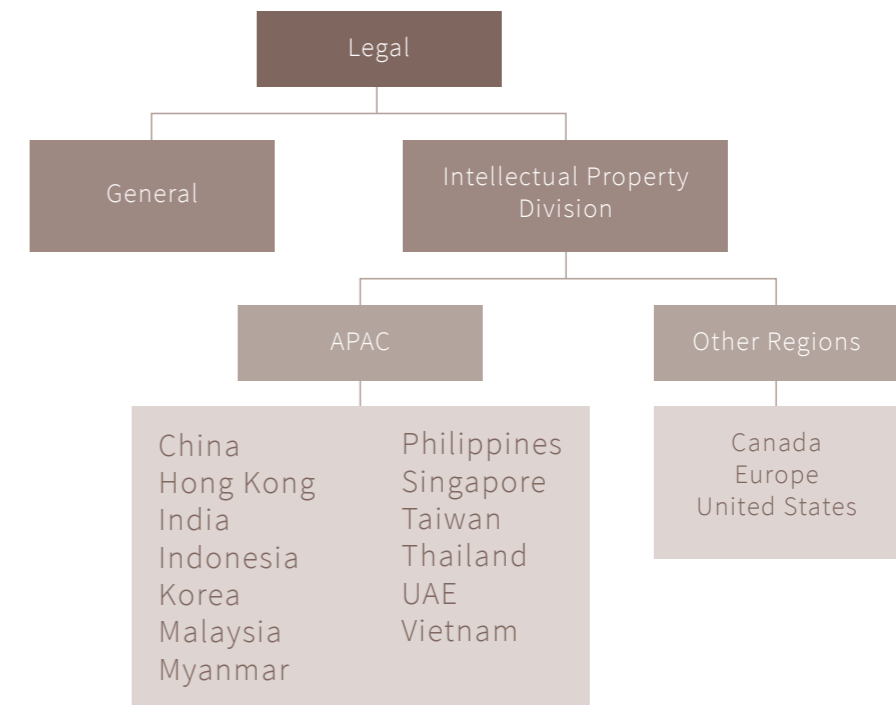 Legal
General
Intellectual Property
Division
APAC
Other Regions
China
Hong Kong
India
Indonesia
Korea
Malaysia
Myanmar
Philippines
Singapore
Taiwan
Thailand
UAE
Vietnam
Canada
Europe
United States